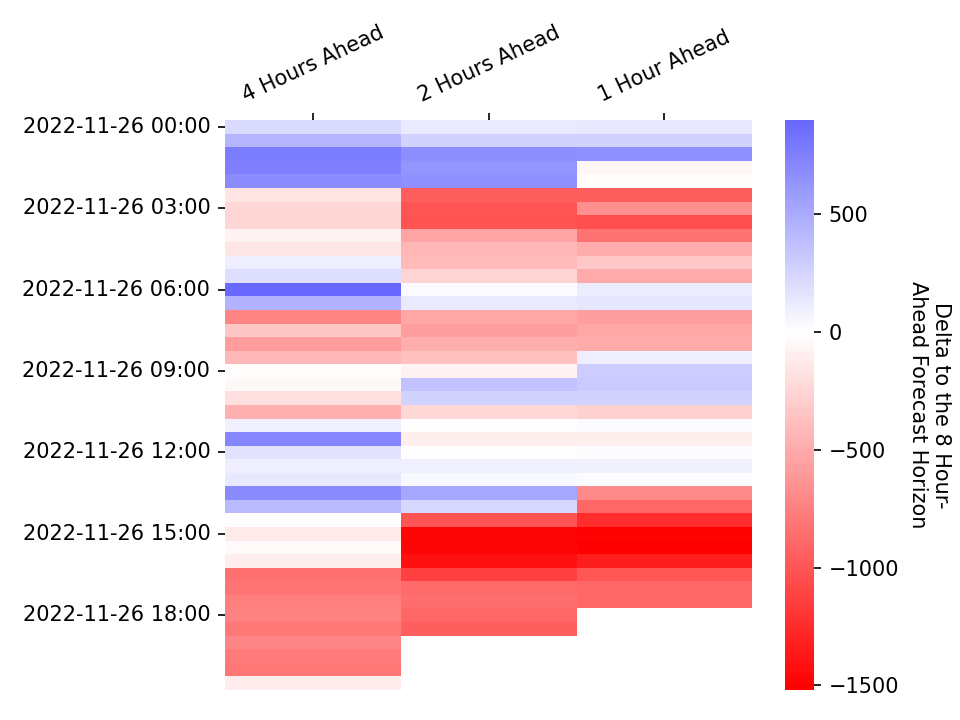 4 Hours Ahead
2 Hours Ahead
1 Hour Ahead
2022-11-26 00:00
2022-11-26 03:00
2022-11-26 06:00
2022-11-26 09:00
2022-11-26 12:00
2022-11-26 15:00
2022-11-26 18:00
500
0
−500
−1000
−1500
Delta to the 8 Hour-
Ahead Forecast Horizon